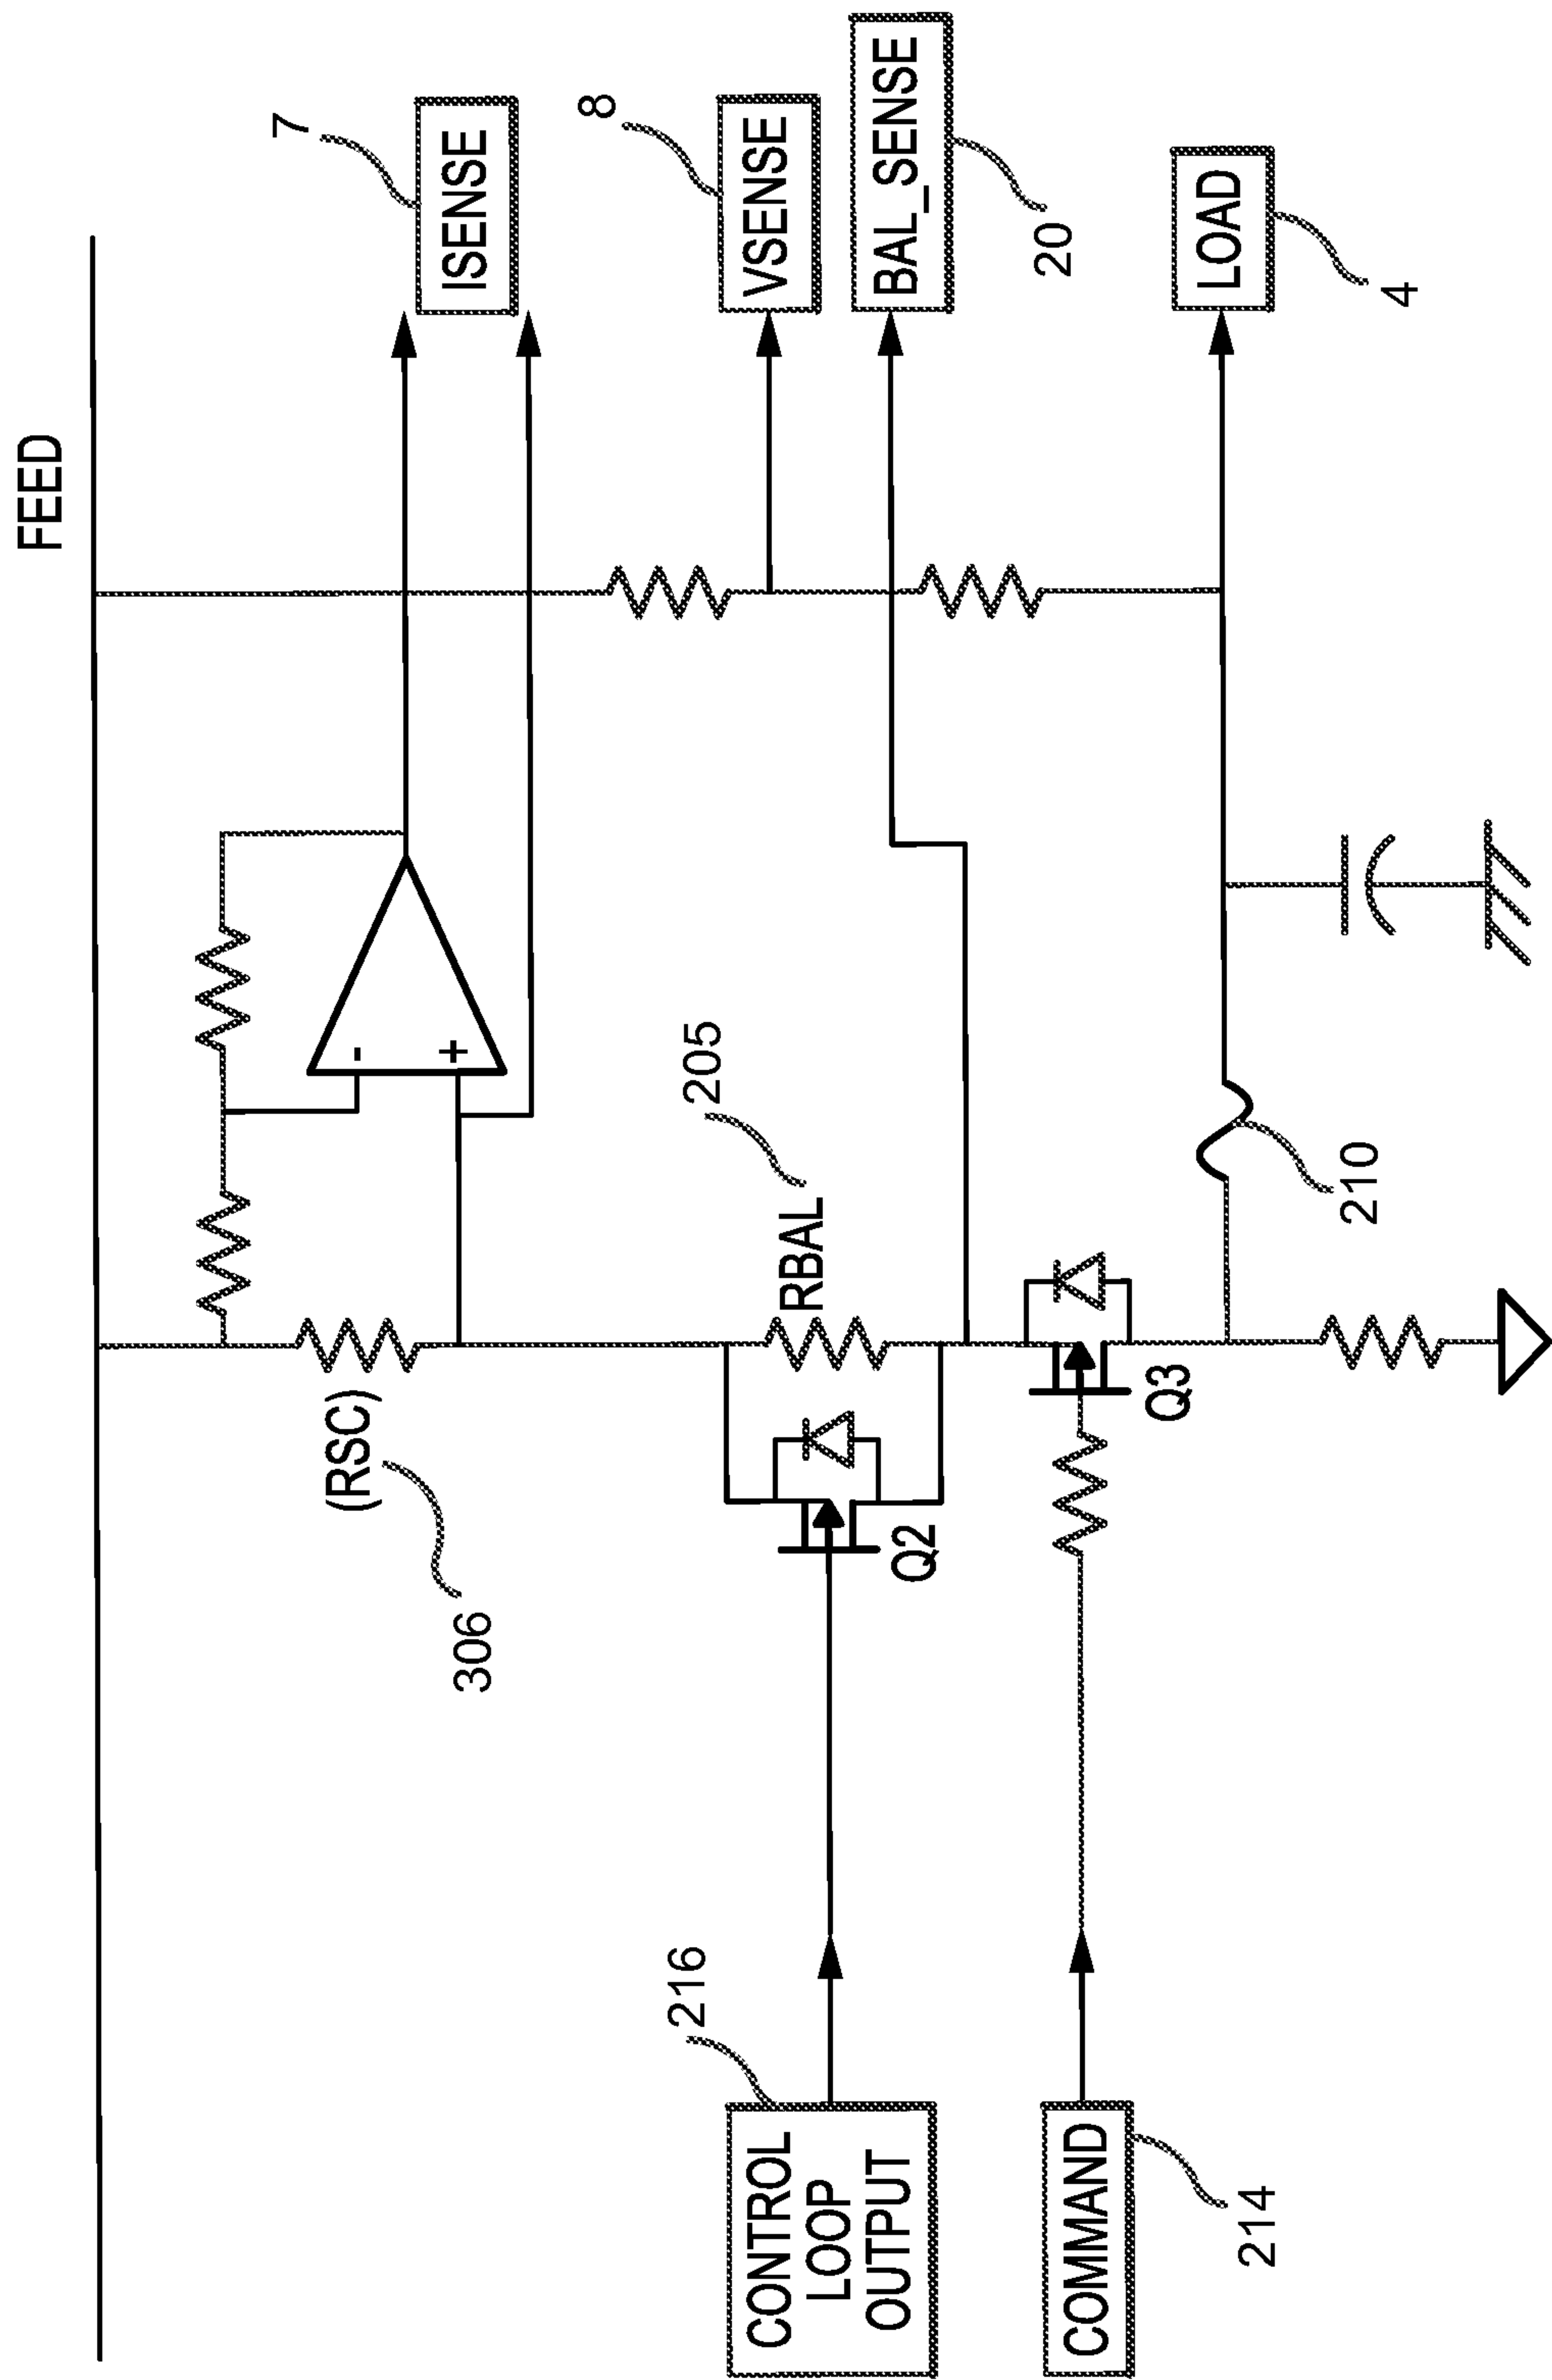 FEED
7
ISENSE
8
VSENSE
BAL_SENSE
20
LOAD
4
-
+
(RSC)
306
RBAL
205
Q2
Q3
210
216
CONTROL
LOOP
OUTPUT
COMMAND
214